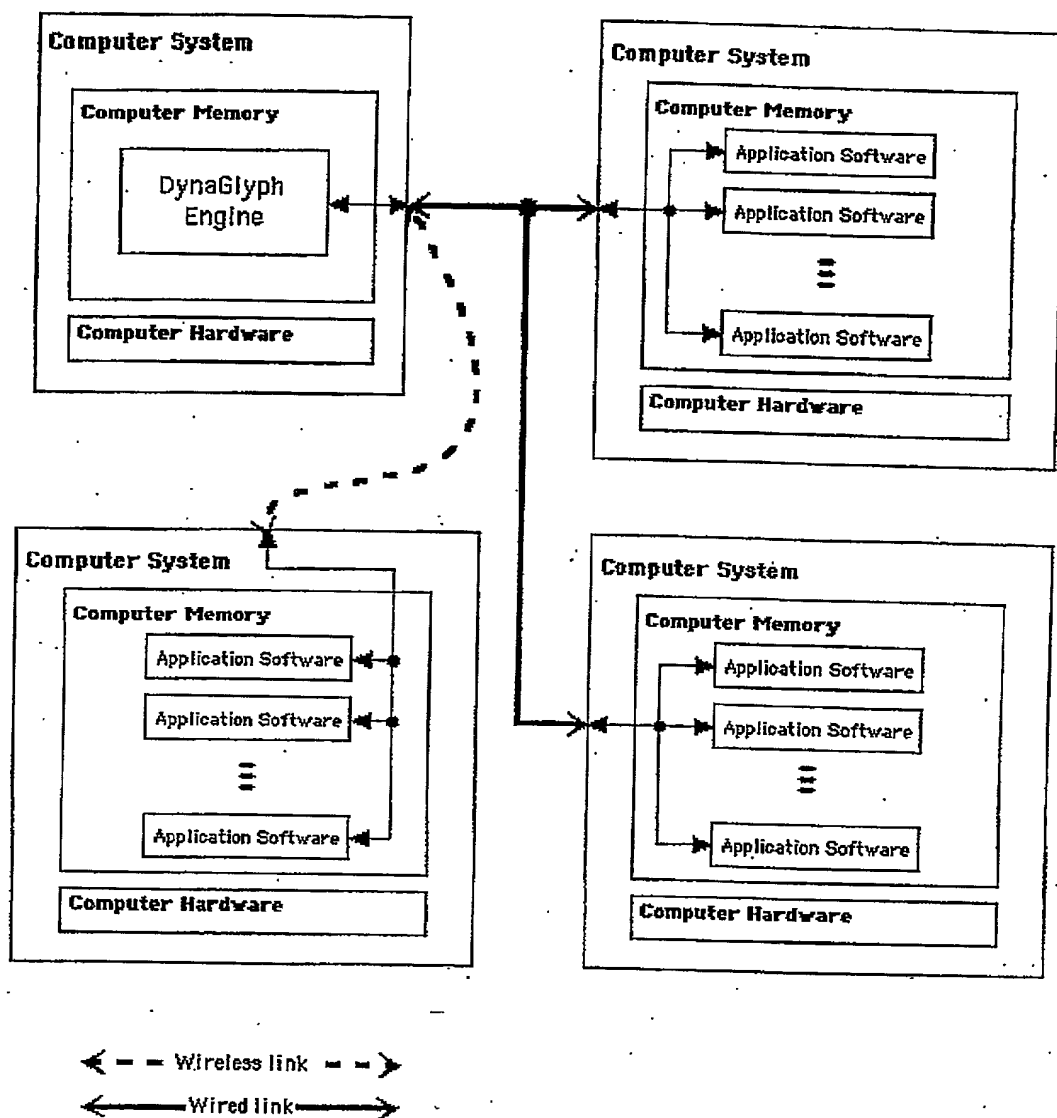 Computer System
Computer Memory
DynaGlyph
Engine
Computer Hardware
Computer System
Computer Memory
Application Software
Application Software
Application Software
Computer Hardware
Computer System
Computer Memory
Application Software
Application Software
Application Software
Computer Hardware
Computer System
Computer Memory
Application Software
Application Software
Application Software
Computer Hardware
Wireless link
Wired link